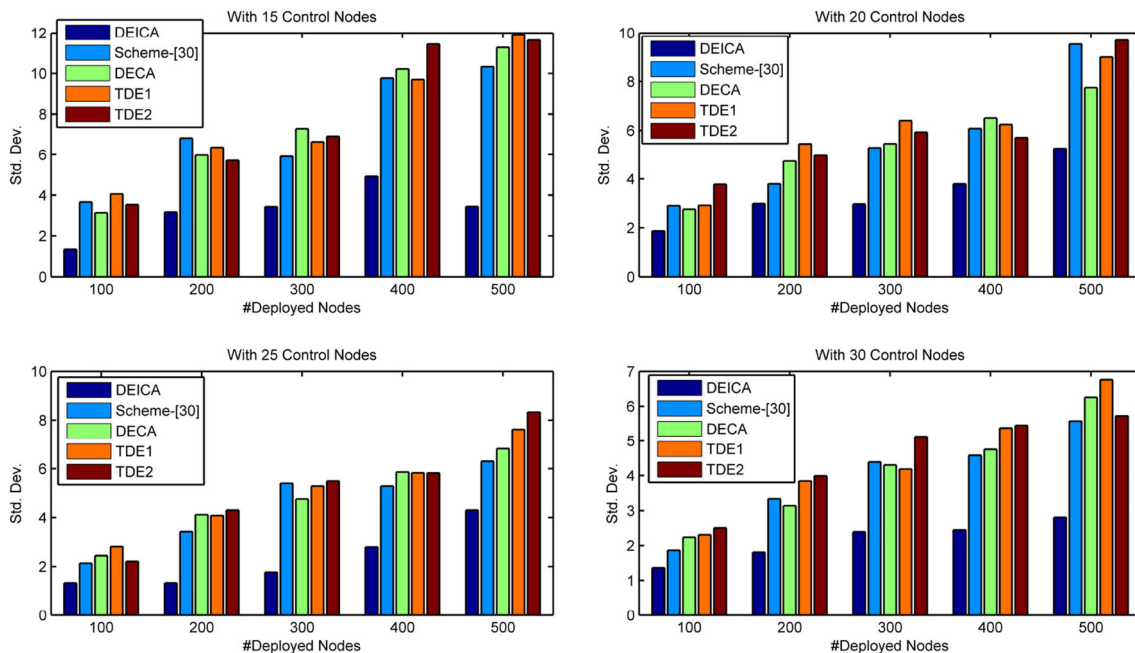 With 15 Control Nodes
12
10
8
6
4
2
0
Std. Dev.
DEICA
Scheme-[30]
DECA
TDE1
TDE2
100 200 300 400 500
#Deployed Nodes
With 20 Control Nodes
10
8
6
4
2
0
Std. Dev.
DEICA
Scheme-[30]
DECA
TDE1
TDE2
100 200 300 400 500
#Deployed Nodes
With 25 Control Nodes
10
8
6
4
2
0
Std. Dev.
DEICA
Scheme-[30]
DECA
TDE1
TDE2
100 200 300 400 500
#Deployed Nodes
With 30 Control Nodes
7
6
5
4
3
2
1
0
Std. Dev.
DEICA
Scheme-[30]
DECA
TDE1
TDE2
100 200 300 400 500
#Deployed Nodes